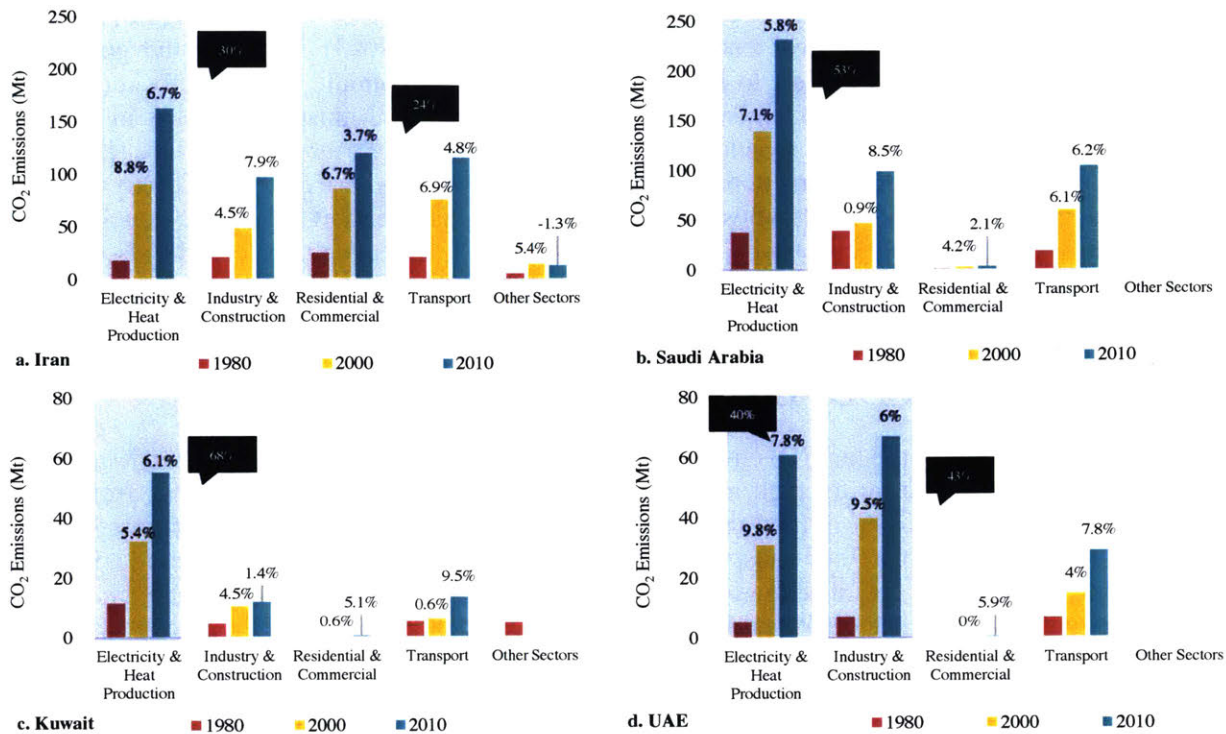 CO₂ Emissions (Mt)
250
200
150
100
50
0
30%
24%
8.8%
6.7%
4.5%
7.9%
6.7%
3.7%
6.9%
4.8%
5.4%
-1.3%
Electricity & Heat Production
Industry & Construction
Residential & Commercial
Transport
Other Sectors
a. Iran
1980
2000
2010
CO₂ Emissions (Mt)
250
200
150
100
50
0
53%
7.1%
5.8%
0.9%
8.5%
4.2%
2.1%
6.1%
6.2%
Electricity & Heat Production
Industry & Construction
Residential & Commercial
Transport
Other Sectors
b. Saudi Arabia
1980
2000
2010
CO₂ Emissions (Mt)
80
60
40
20
0
68%
5.4%
6.1%
4.5%
1.4%
0.6%
5.1%
0.6%
9.5%
Electricity & Heat Production
Industry & Construction
Residential & Commercial
Transport
Other Sectors
c. Kuwait
1980
2000
2010
CO₂ Emissions (Mt)
80
60
40
20
0
40%
43%
9.8%
7.8%
9.5%
6%
0%
5.9%
4%
7.8%
Electricity & Heat Production
Industry & Construction
Residential & Commercial
Transport
Other Sectors
d. UAE
1980
2000
2010